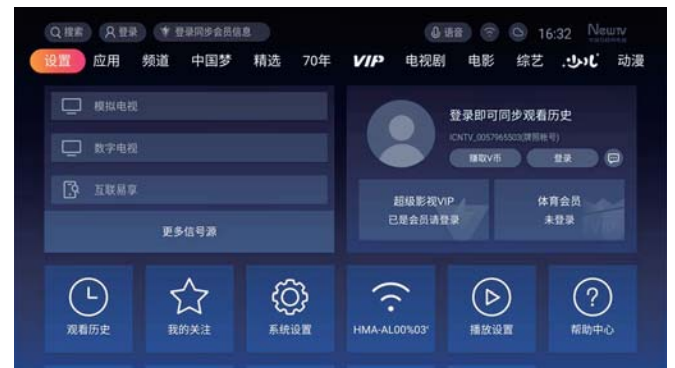 搜索 登录 登录同步会员信息 语音 16:32 Newtv
设置 应用 频道 中国梦 精选 70年 VIP 电视剧 电影 综艺 少儿 动漫
模拟电视
数字电视
互联易享
更多信号源
登录即可同步观看历史
ICNTV_0057965503(牌照帐号)
赚取V币 登录
超级影视VIP 体育会员
已是会员请登录 未登录
观看历史 我的关注 系统设置 HMA-AL00%03' 播放设置 帮助中心